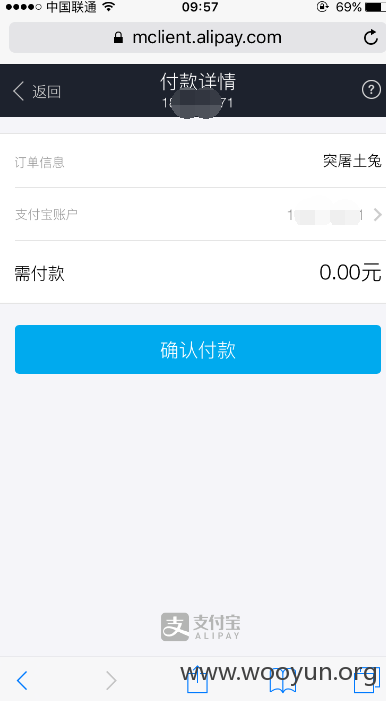 中国联通 09:57 69%
mclient.alipay.com
返回 付款详情 ?
18 71
订单信息 突屠土兔
支付宝账户 1 1
需付款 0.00元
确认付款
支 支付宝
ALIPAY
www.wooyun.org